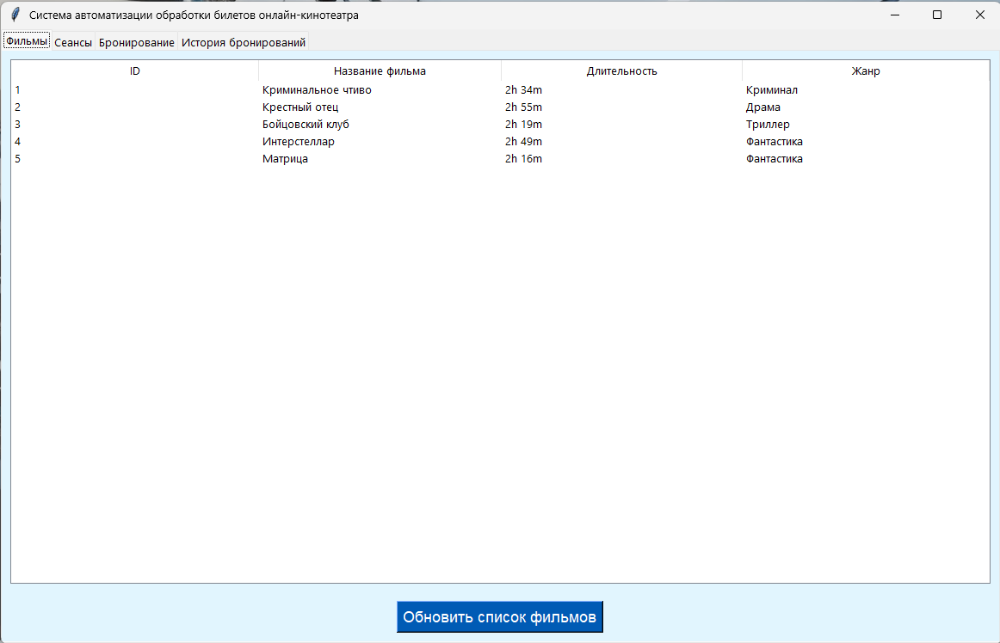 Система автоматизации обработки билетов онлайн-кинотеатра
Фильмы Сеансы Бронирование История бронирований
ID Название фильма Длительность Жанр
1 Криминальное чтиво 2h 34m Криминал
2 Крестный отец 2h 55m Драма
3 Бойцовский клуб 2h 19m Триллер
4 Интерстеллар 2h 49m Фантастика
5 Матрица 2h 16m Фантастика
Обновить список фильмов